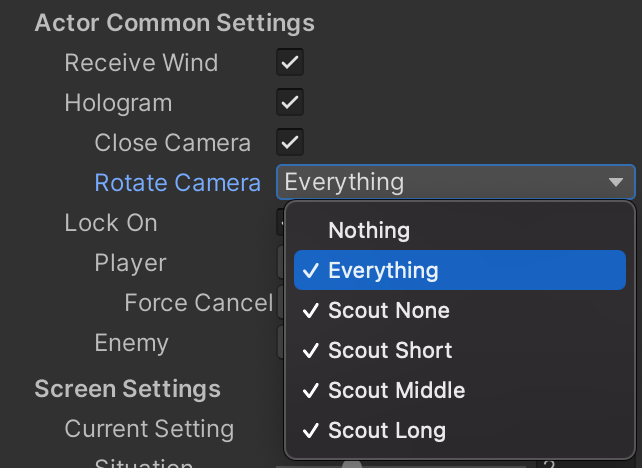 Actor Common Settings
Receive Wind
Hologram
Close Camera
Rotate Camera Everything
Lock On
Nothing
Player
Everything
Force Cancel
Scout None
Enemy
Scout Short
Screen Settings
Scout Middle
Current Setting
Scout Long
Situation